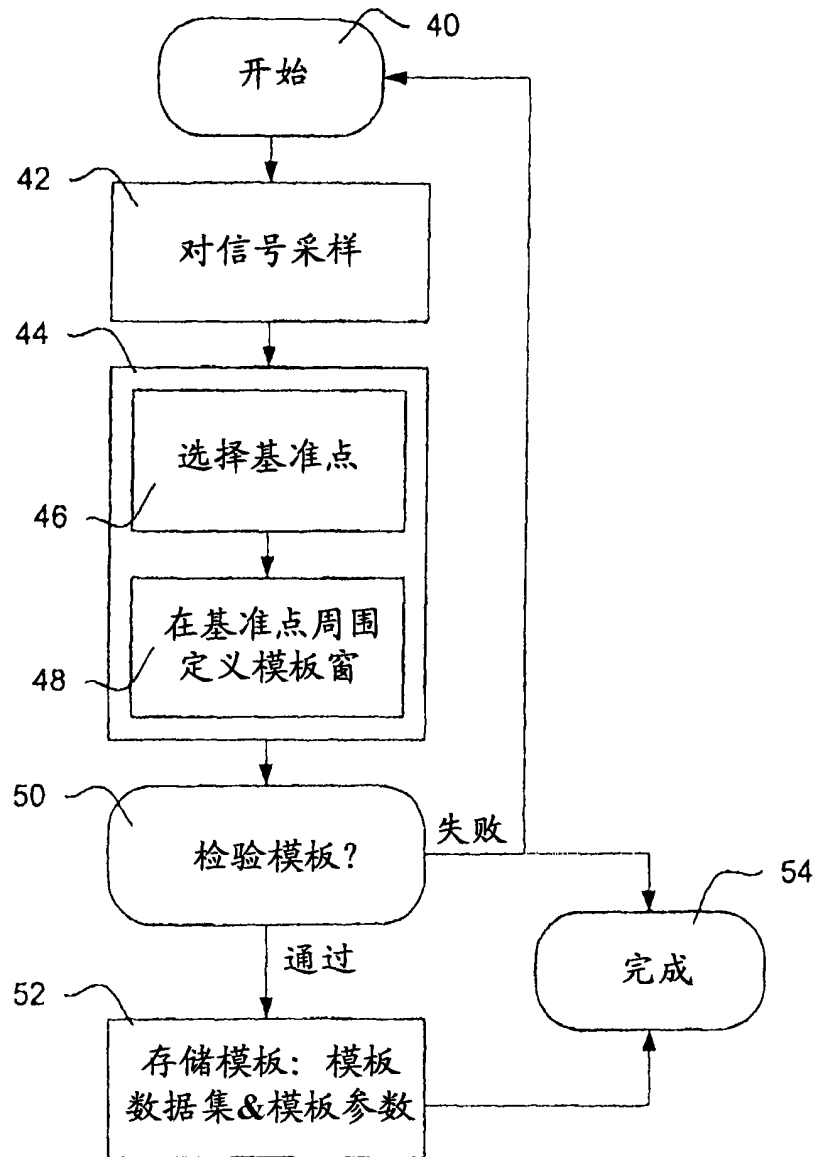 40
开始
42
对信号采样
44
选择基准点
46
在基准点周围
定义模板窗
48
50
检验模板?
失败
54
通过
完成
52
存储模板: 模板
数据集&模板参数